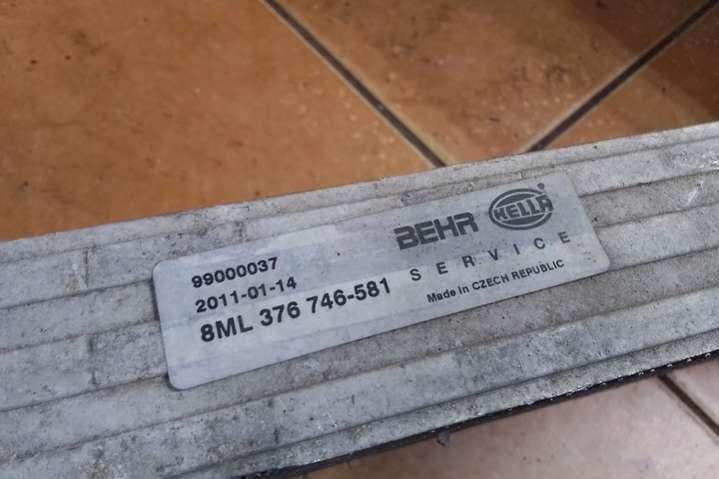 99000037
2011-01-14
8ML 376 746-581
BEHR HELLA
SERVICE
Made in CZECH REPUBLIC